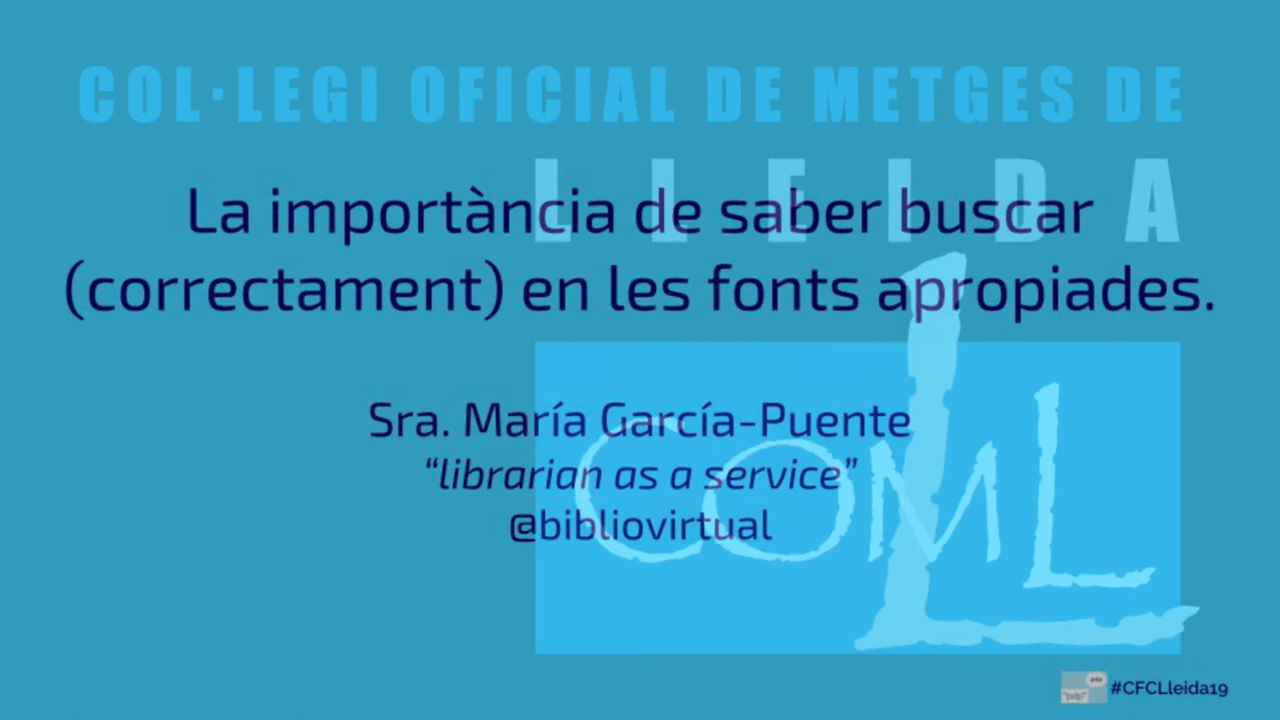 COL·LEGI OFICIAL DE METGES DE
LLEIDA
La importància de saber buscar
(correctament) en les fonts apropiades.
Sra. María García-Puente
“librarian as a service”
@bibliovirtual
COML
#CFCLleida19